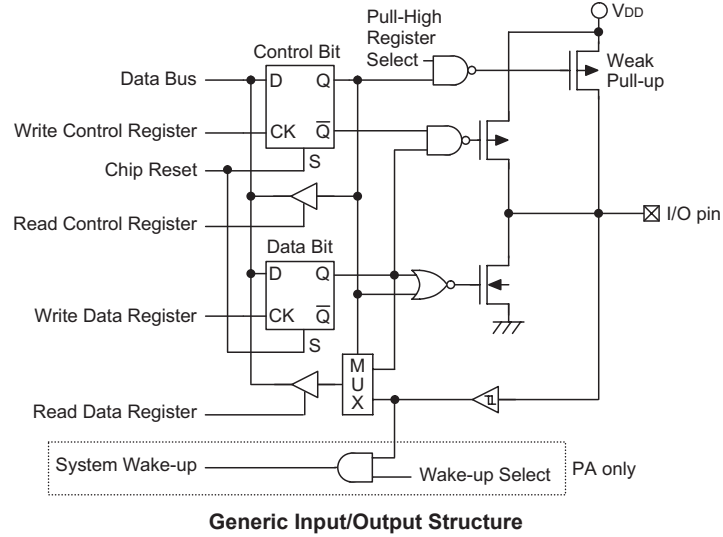 Pull-High
Register
Select
VDD
Control Bit
Weak
Pull-up
Data Bus
D
Q
Write Control Register
CK
Q
S
Chip Reset
Read Control Register
I/O pin
Data Bit
D
Q
Write Data Register
CK
Q
S
M
U
X
Read Data Register
System Wake-up
Wake-up Select
PA only
Generic Input/Output Structure